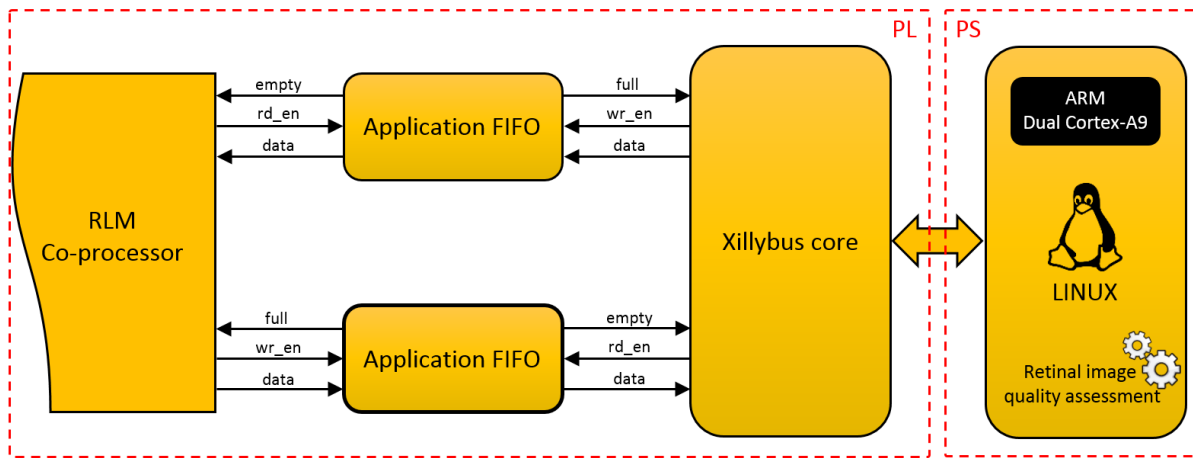 PL
PS
empty
rd_en
data
Application FIFO
full
wr_en
data
RLM
Co-processor
full
wr_en
data
Application FIFO
empty
rd_en
data
Xillybus core
ARM
Dual Cortex-A9
LINUX
Retinal image
quality assessment